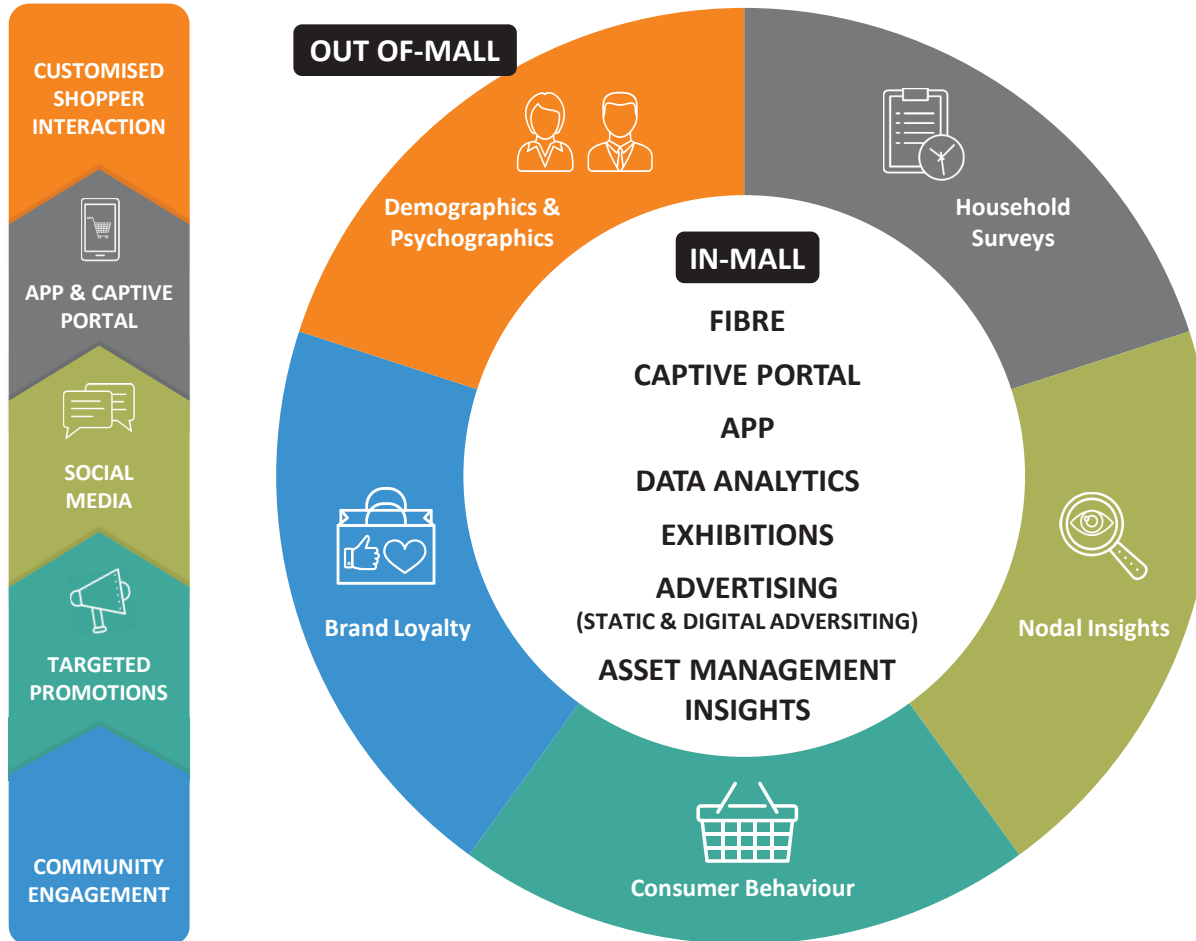 CUSTOMISED
SHOPPER
INTERACTION
APP & CAPTIVE
PORTAL
SOCIAL
MEDIA
TARGETED
PROMOTIONS
COMMUNITY
ENGAGEMENT
OUT OF-MALL
Demographics &
Psychographics
Household
Surveys
Brand Loyalty
Nodal Insights
Consumer Behaviour
IN-MALL
FIBRE
CAPTIVE PORTAL
APP
DATA ANALYTICS
EXHIBITIONS
ADVERTISING
(STATIC & DIGITAL ADVERSITING)
ASSET MANAGEMENT
INSIGHTS